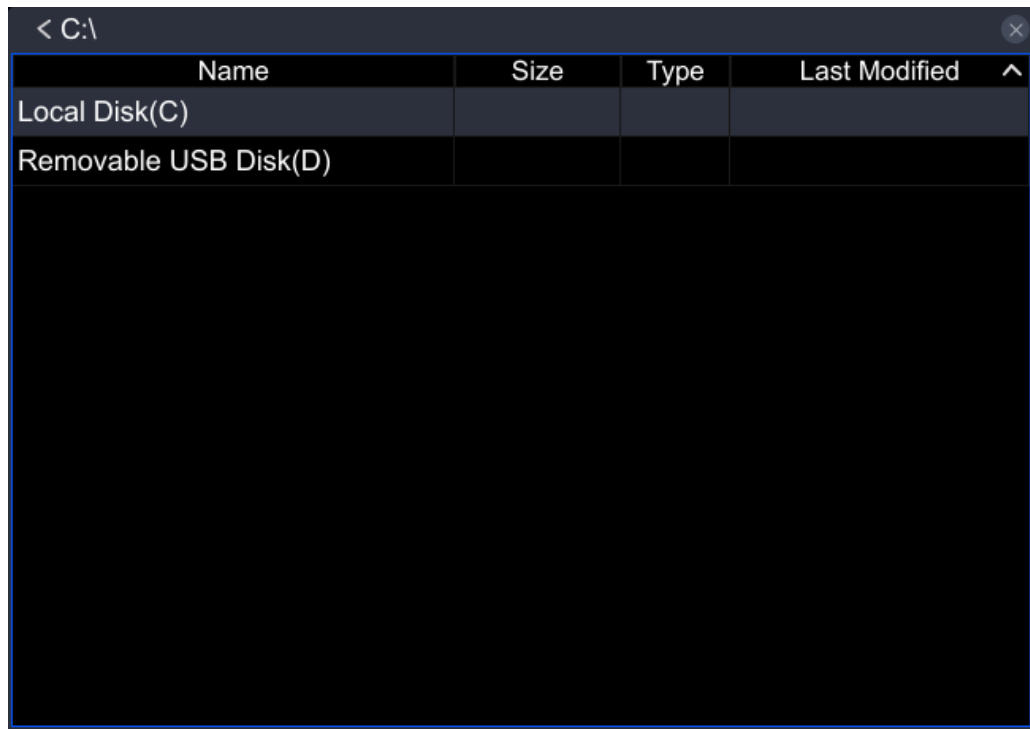 < C:\
Name Size Type Last Modified
Local Disk(C)
Removable USB Disk(D)